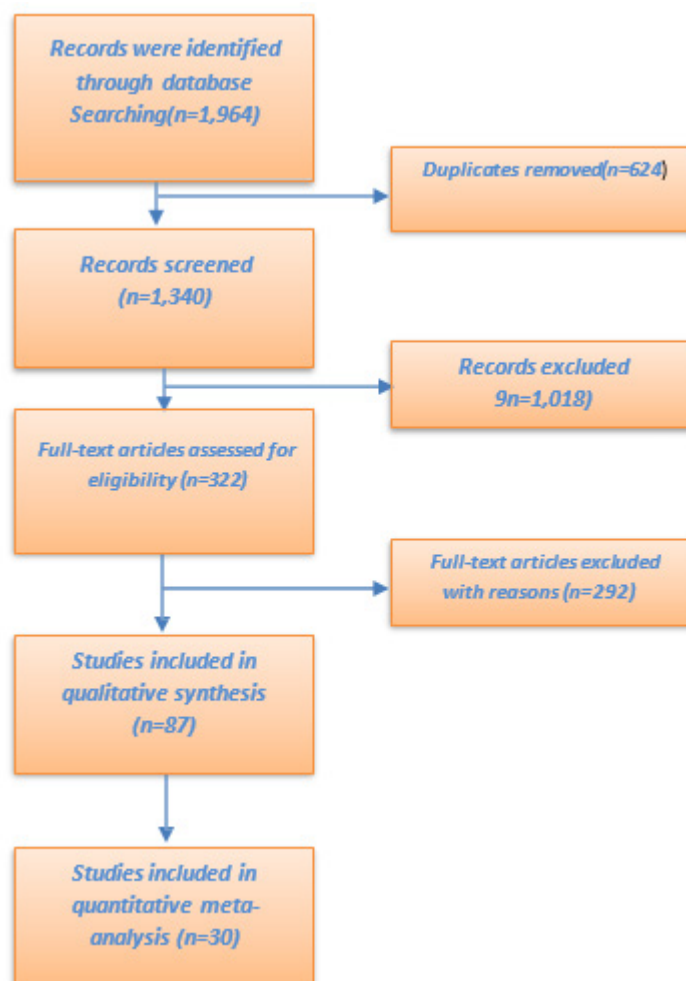 Records were identified
through database
Searching(n=1,964)
Duplicates removed(n=624)
Records screened
(n=1,340)
Records excluded
9n=1,018)
Full-text articles assessed for
eligibility (n=322)
Full-text articles excluded
with reasons (n=292)
Studies included in
qualitative synthesis
(n=87)
Studies included in
quantitative meta-
analysis (n=30)